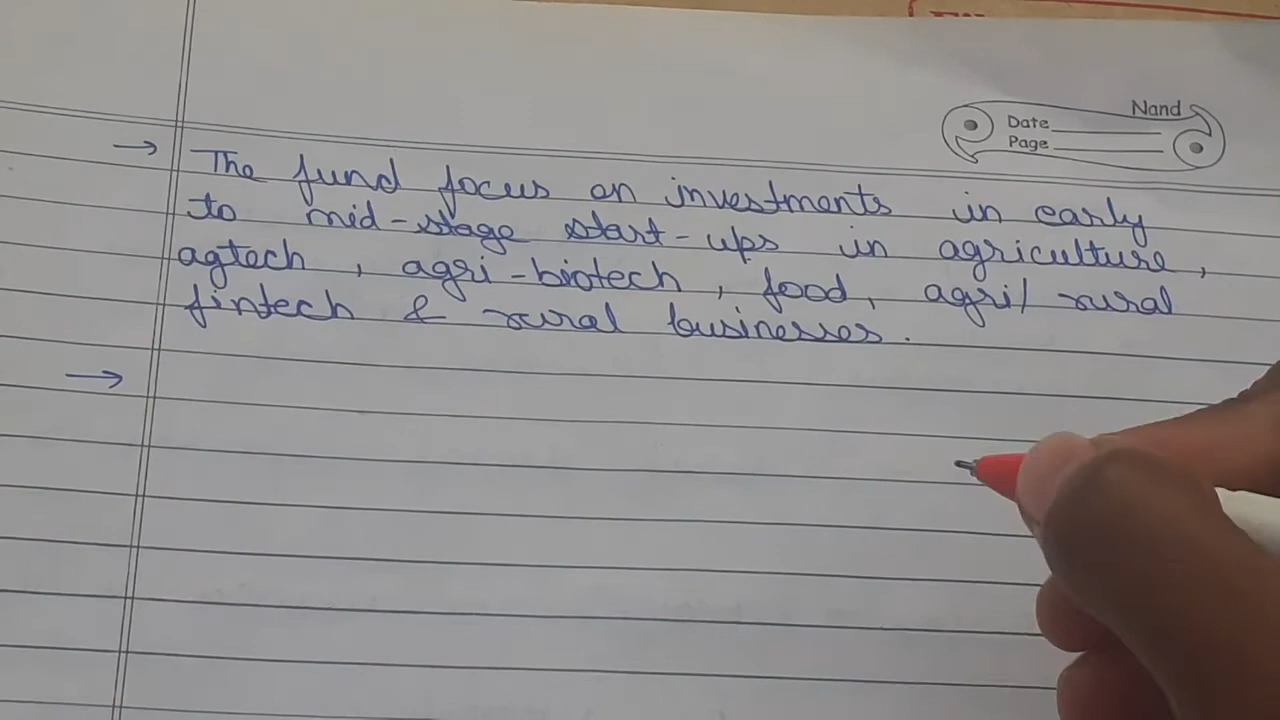 Nand
Date
Page
→ The fund focus on investments in early
to mid-stage start-ups in agriculture,
agtech, agri-biotech, food, agri/rural
fintech & rural businesses.
→